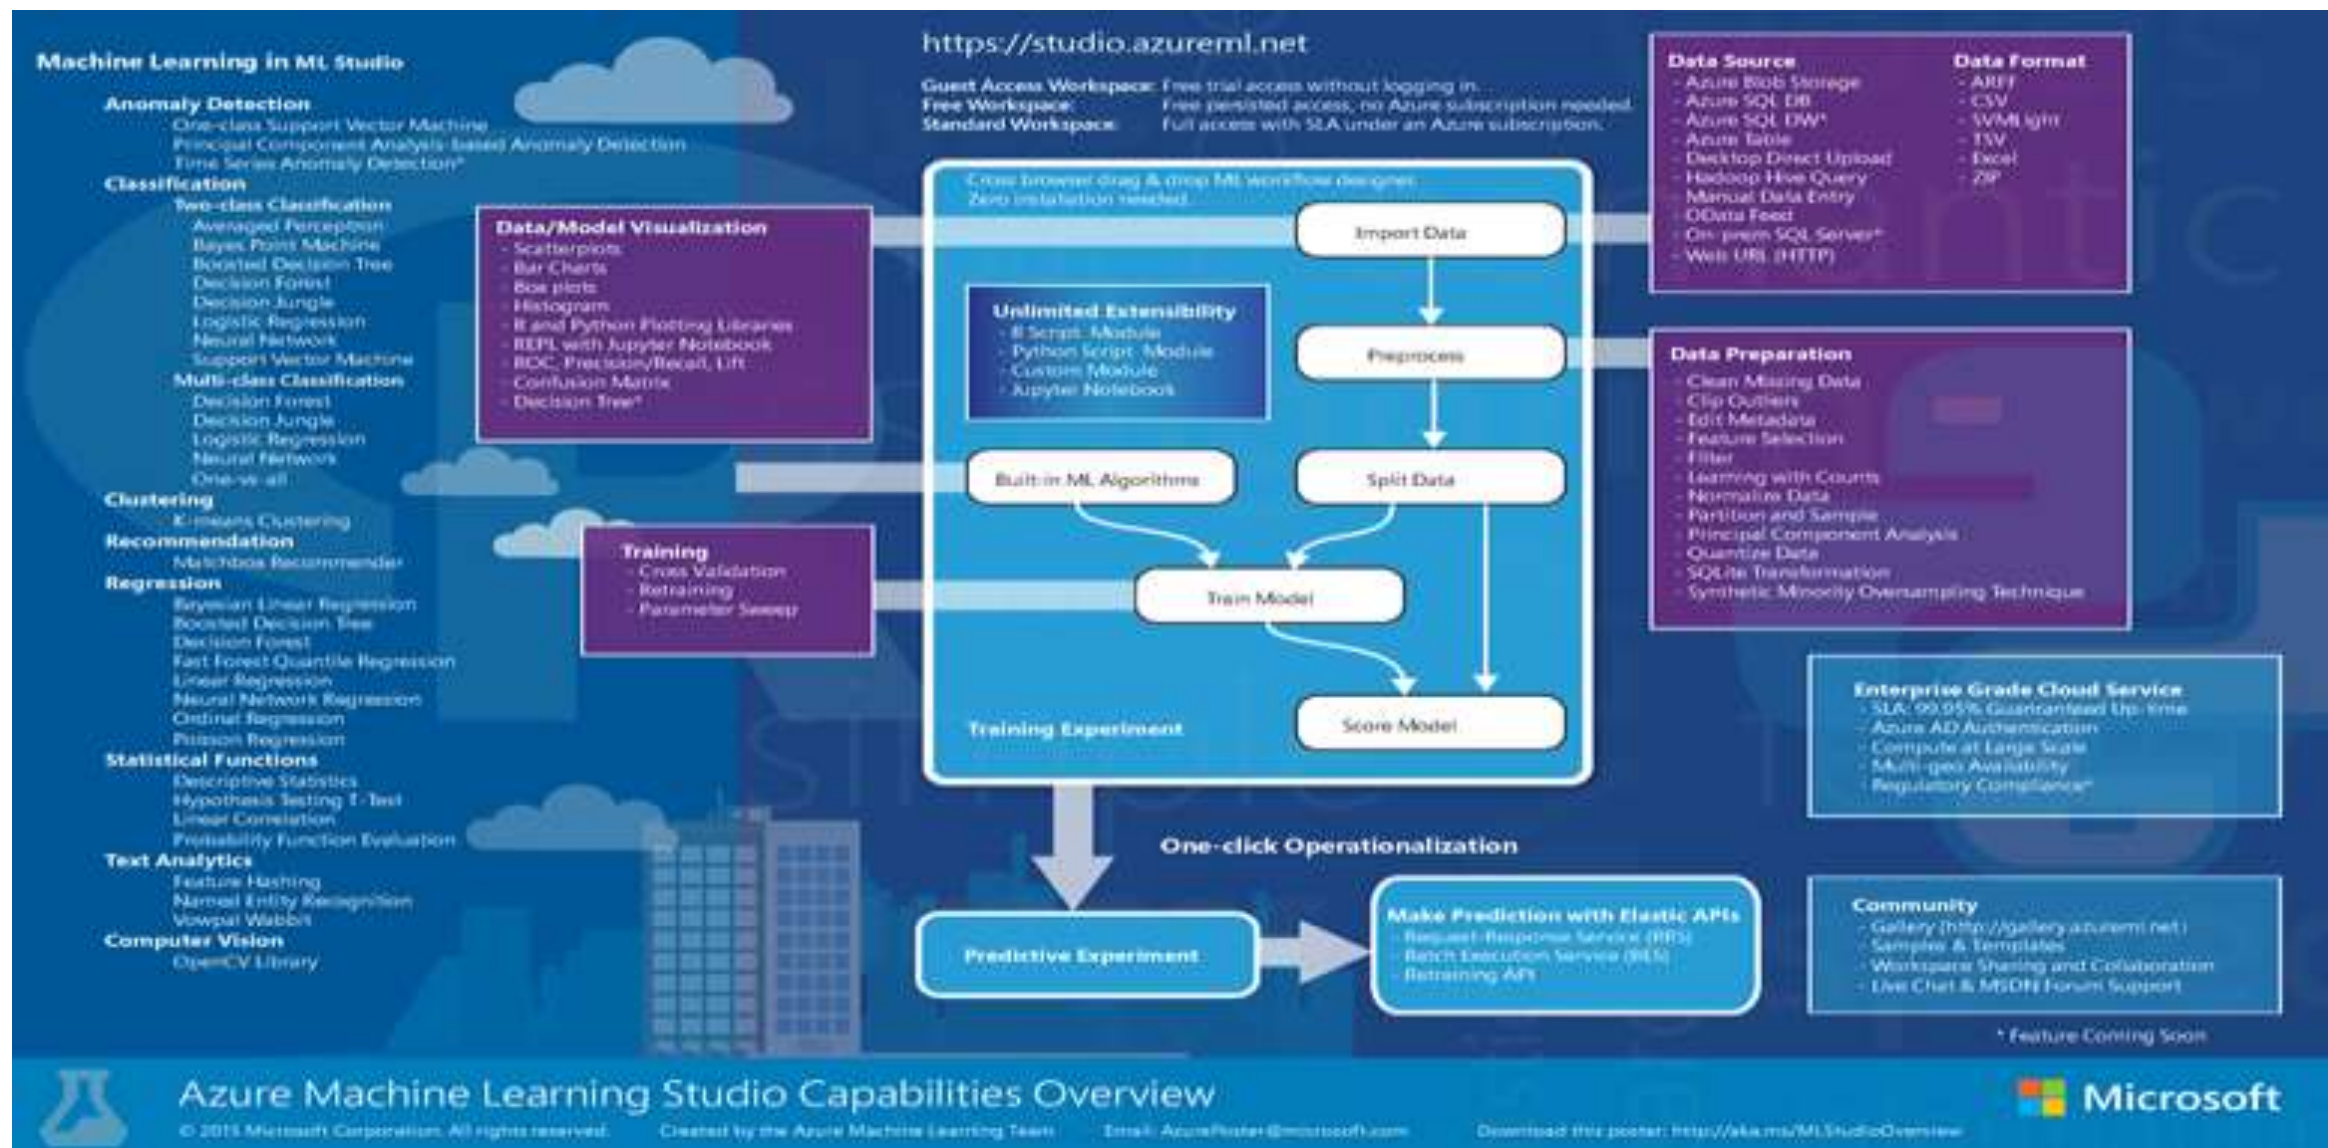 Machine Learning in ML Studio
Anomaly Detection
One-class Support Vector Machine
Principal Component Analysis-based Anomaly Detection
Time Series Anomaly Detection*
Classification
Two-class Classification
Averaged Perceptron
Bayes Point Machine
Boosted Decision Tree
Decision Forest
Decision Jungle
Logistic Regression
Neural Network
Support Vector Machine
Multi-class Classification
Decision Forest
Decision Jungle
Logistic Regression
Neural Network
One-vs-all
Clustering
K-means Clustering
Recommendation
Matchbox Recommender
Regression
Bayesian Linear Regression
Boosted Decision Tree
Decision Forest
Fast Forest Quantile Regression
Linear Regression
Neural Network Regression
Ordinal Regression
Poisson Regression
Statistical Functions
Descriptive Statistics
Hypothesis Testing T-Test
Linear Correlation
Probability Function Evaluation
Text Analytics
Feature Hashing
Named Entity Recognition
Vowpal Wabbit
Computer Vision
OpenCV Library
Data/Model Visualization
- Scatterplots
- Bar Charts
- Box plots
- Histogram
- R and Python Plotting Libraries
- REPL with Jupyter Notebook
- ROC, Precision/Recall, Lift
- Confusion Matrix
- Decision Tree*
Training
- Cross Validation
- Retraining
- Parameter Sweep
https://studio.azureml.net
Guest Access Workspace: Free trial access without logging in.
Free Workspace: Free persisted access, no Azure subscription needed.
Standard Workspace: Full access with SLA under an Azure subscription.
Cross browser drag & drop ML workflow designer.
Zero installation needed.
Import Data
Unlimited Extensibility
- R Script Module
- Python Script Module
- Custom Module
- Jupyter Notebook
Preprocess
Built-in ML Algorithms
Split Data
Train Model
Score Model
Training Experiment
One-click Operationalization
Predictive Experiment
Make Prediction with Elastic APIs
- Request-Response Service (RRS)
- Batch Execution Service (BES)
- Retraining API
Data Source
- Azure Blob Storage
- Azure SQL DB
- Azure SQL DW*
- Azure Table
- Desktop Direct Upload
- Hadoop Hive Query
- Manual Data Entry
- OData Feed
- On-prem SQL Server*
- Web URL (HTTP)
Data Format
- ARFF
- CSV
- SVMLight
- TSV
- Excel
- ZIP
Data Preparation
- Clean Missing Data
- Clip Outliers
- Edit Metadata
- Feature Selection
- Filter
- Learning with Counts
- Normalize Data
- Partition and Sample
- Principal Component Analysis
- Quantize Data
- SQLite Transformation
- Synthetic Minority Oversampling Technique
Enterprise Grade Cloud Service
- SLA: 99.95% Guaranteed Up-time
- Azure AD Authentication
- Compute at Large Scale
- Multi-geo Availability
- Regulatory Compliance*
Community
- Gallery (http://gallery.azureml.net)
- Samples & Templates
- Workspace Sharing and Collaboration
- Live Chat & MSDN Forum Support
* Feature Coming Soon
Azure Machine Learning Studio Capabilities Overview
© 2015 Microsoft Corporation. All rights reserved. Created by the Azure Machine Learning Team Email: AzurePoster@microsoft.com Download this poster: http://aka.ms/MLStudioOverview
Microsoft